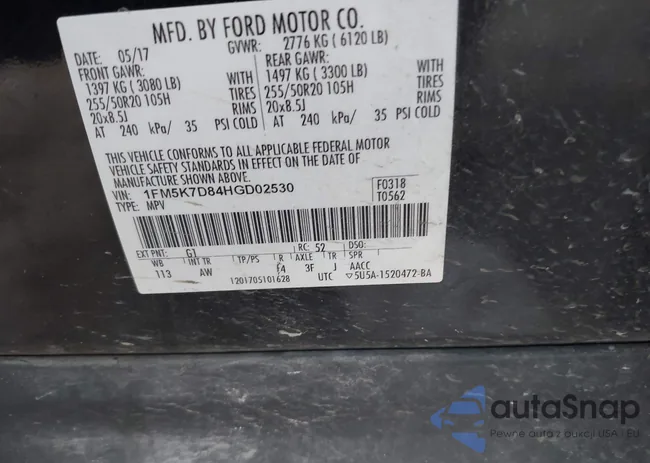 MFD. BY FORD MOTOR CO.
DATE: 05/17 GVWR: 2776 KG ( 6120 LB)
FRONT GAWR: REAR GAWR:
1397 KG ( 3080 LB) WITH 1497 KG ( 3300 LB) WITH
255/50R20 105H TIRES 255/50R20 105H TIRES
20x8.5J RIMS 20x8.5J RIMS
AT 240 kPa/ 35 PSI COLD AT 240 kPa/ 35 PSI COLD
THIS VEHICLE CONFORMS TO ALL APPLICABLE FEDERAL MOTOR
VEHICLE SAFETY STANDARDS IN EFFECT ON THE DATE OF
MANUFACTURE SHOWN ABOVE.
VIN: 1FM5K7D84HGD02530 F0318
TYPE: MPV T0562
EXT PNT: G1 RC: 52 DSO:
WB INT TR TP/PS R AXLE TR SPR
113 AW F4 3F J AACC
1201705101628 UTC ▽5U5A-1520472-BA
autoSnap
Pewne auto z aukcji USA i EU